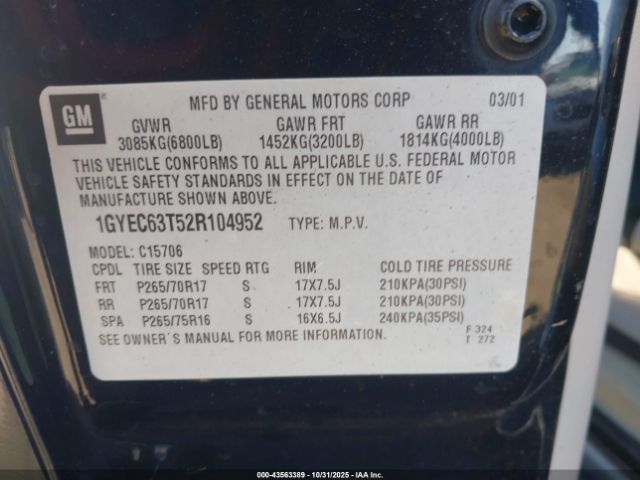 GM
MFD BY GENERAL MOTORS CORP 03/01
GVWR GAWR FRT GAWR RR
3085KG(6800LB) 1452KG(3200LB) 1814KG(4000LB)
THIS VEHICLE CONFORMS TO ALL APPLICABLE U.S. FEDERAL MOTOR
VEHICLE SAFETY STANDARDS IN EFFECT ON THE DATE OF
MANUFACTURE SHOWN ABOVE.
1GYEC63T52R104952 TYPE: M.P.V.
MODEL: C15706
CPDL TIRE SIZE SPEED RTG RIM COLD TIRE PRESSURE
FRT P265/70R17 S 17X7.5J 210KPA(30PSI)
RR P265/70R17 S 17X7.5J 210KPA(30PSI)
SPA P265/75R16 S 16X6.5J 240KPA(35PSI)
SEE OWNER'S MANUAL FOR MORE INFORMATION.
F 324
T 272
000-43563389 - 10/31/2025 - IAAI.com